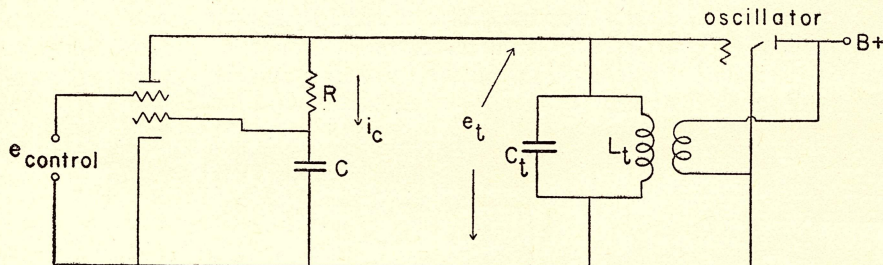 oscillator
B+
R
i_c
e_t
e_control
C
C_t
L_t